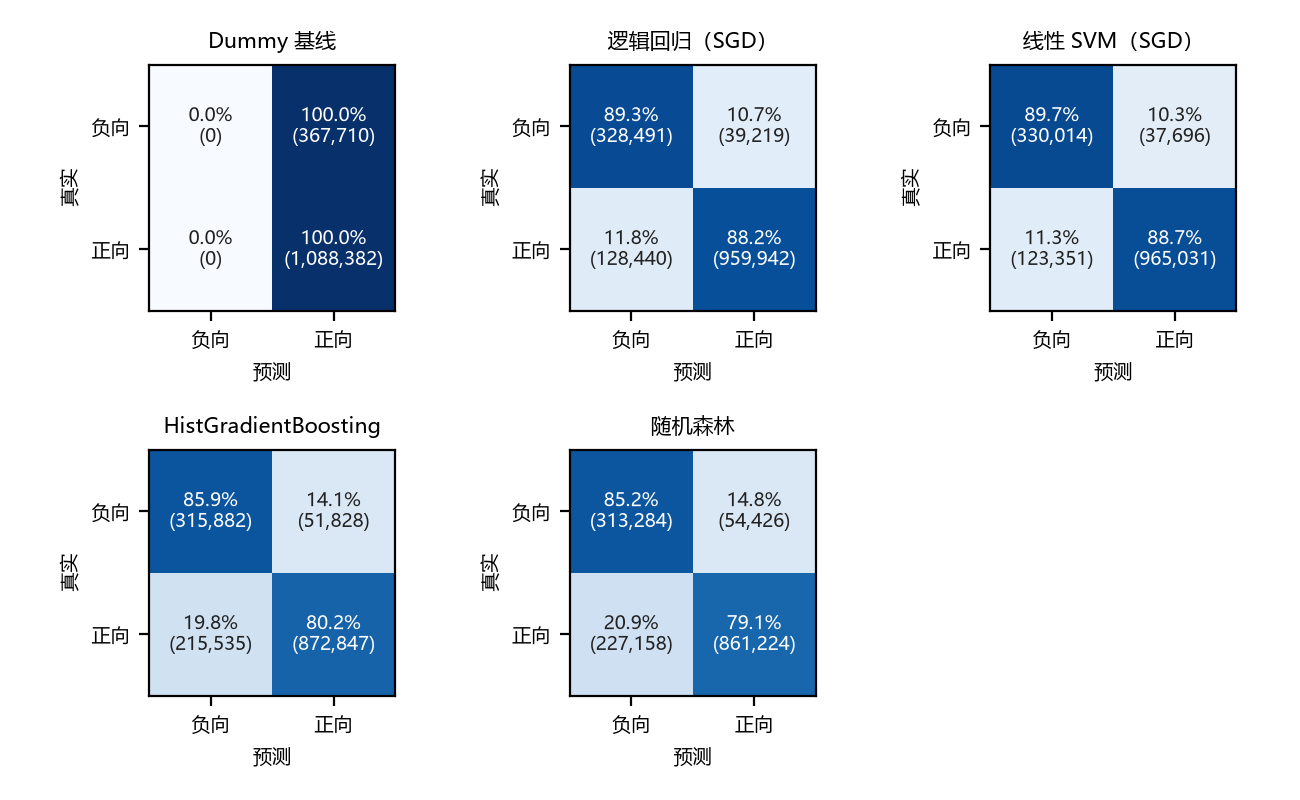 Dummy 基线
负向
0.0%
(0)
100.0%
(367,710)
真实
正向
0.0%
(0)
100.0%
(1,088,382)
负向
正向
预测
逻辑回归（SGD）
负向
89.3%
(328,491)
10.7%
(39,219)
真实
正向
11.8%
(128,440)
88.2%
(959,942)
负向
正向
预测
线性 SVM（SGD）
负向
89.7%
(330,014)
10.3%
(37,696)
真实
正向
11.3%
(123,351)
88.7%
(965,031)
负向
正向
预测
HistGradientBoosting
负向
85.9%
(315,882)
14.1%
(51,828)
真实
正向
19.8%
(215,535)
80.2%
(872,847)
负向
正向
预测
随机森林
负向
85.2%
(313,284)
14.8%
(54,426)
真实
正向
20.9%
(227,158)
79.1%
(861,224)
负向
正向
预测